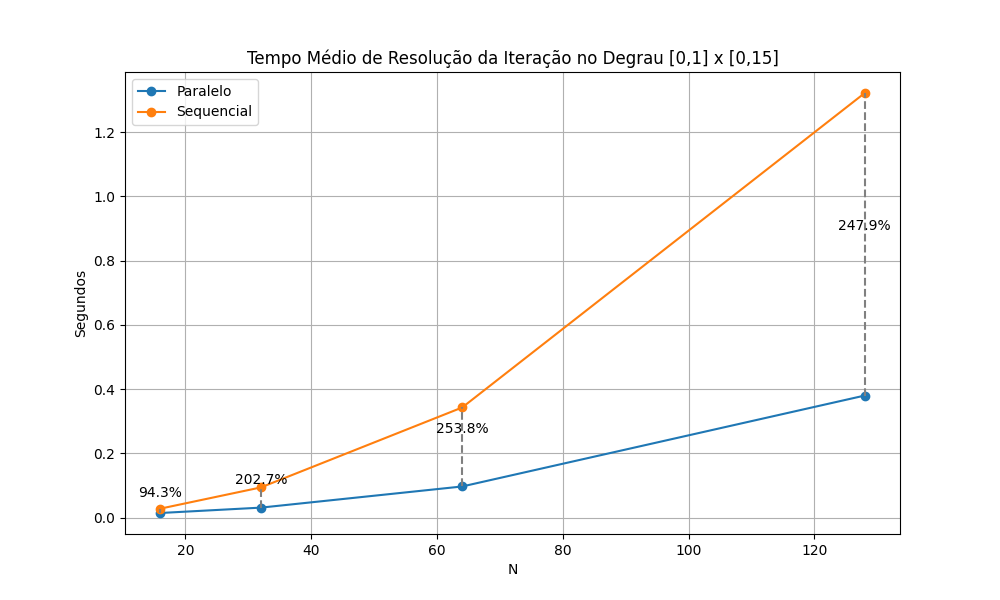 Tempo Médio de Resolução da Iteração no Degrau [0,1] x [0,15]
Paralelo
Sequencial
1.2
1.0
0.8
0.6
0.4
0.2
0.0
Segundos
247.9%
253.8%
202.7%
94.3%
20 40 60 80 100 120
N